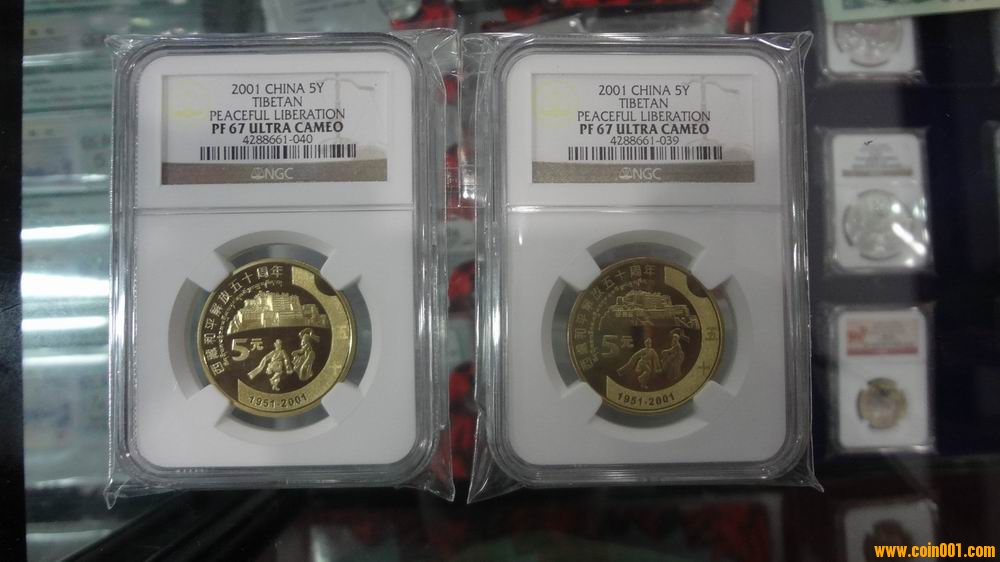 2001 CHINA 5Y
TIBETAN
PEACEFUL LIBERATION
PF 67 ULTRA CAMEO
4288661-040
NGC
西藏和平解放五十周年
5元
1951-2001
2001 CHINA 5Y
TIBETAN
PEACEFUL LIBERATION
PF 67 ULTRA CAMEO
4288661-039
NGC
西藏和平解放五十周年
5元
1951-2001
www.coin001.com